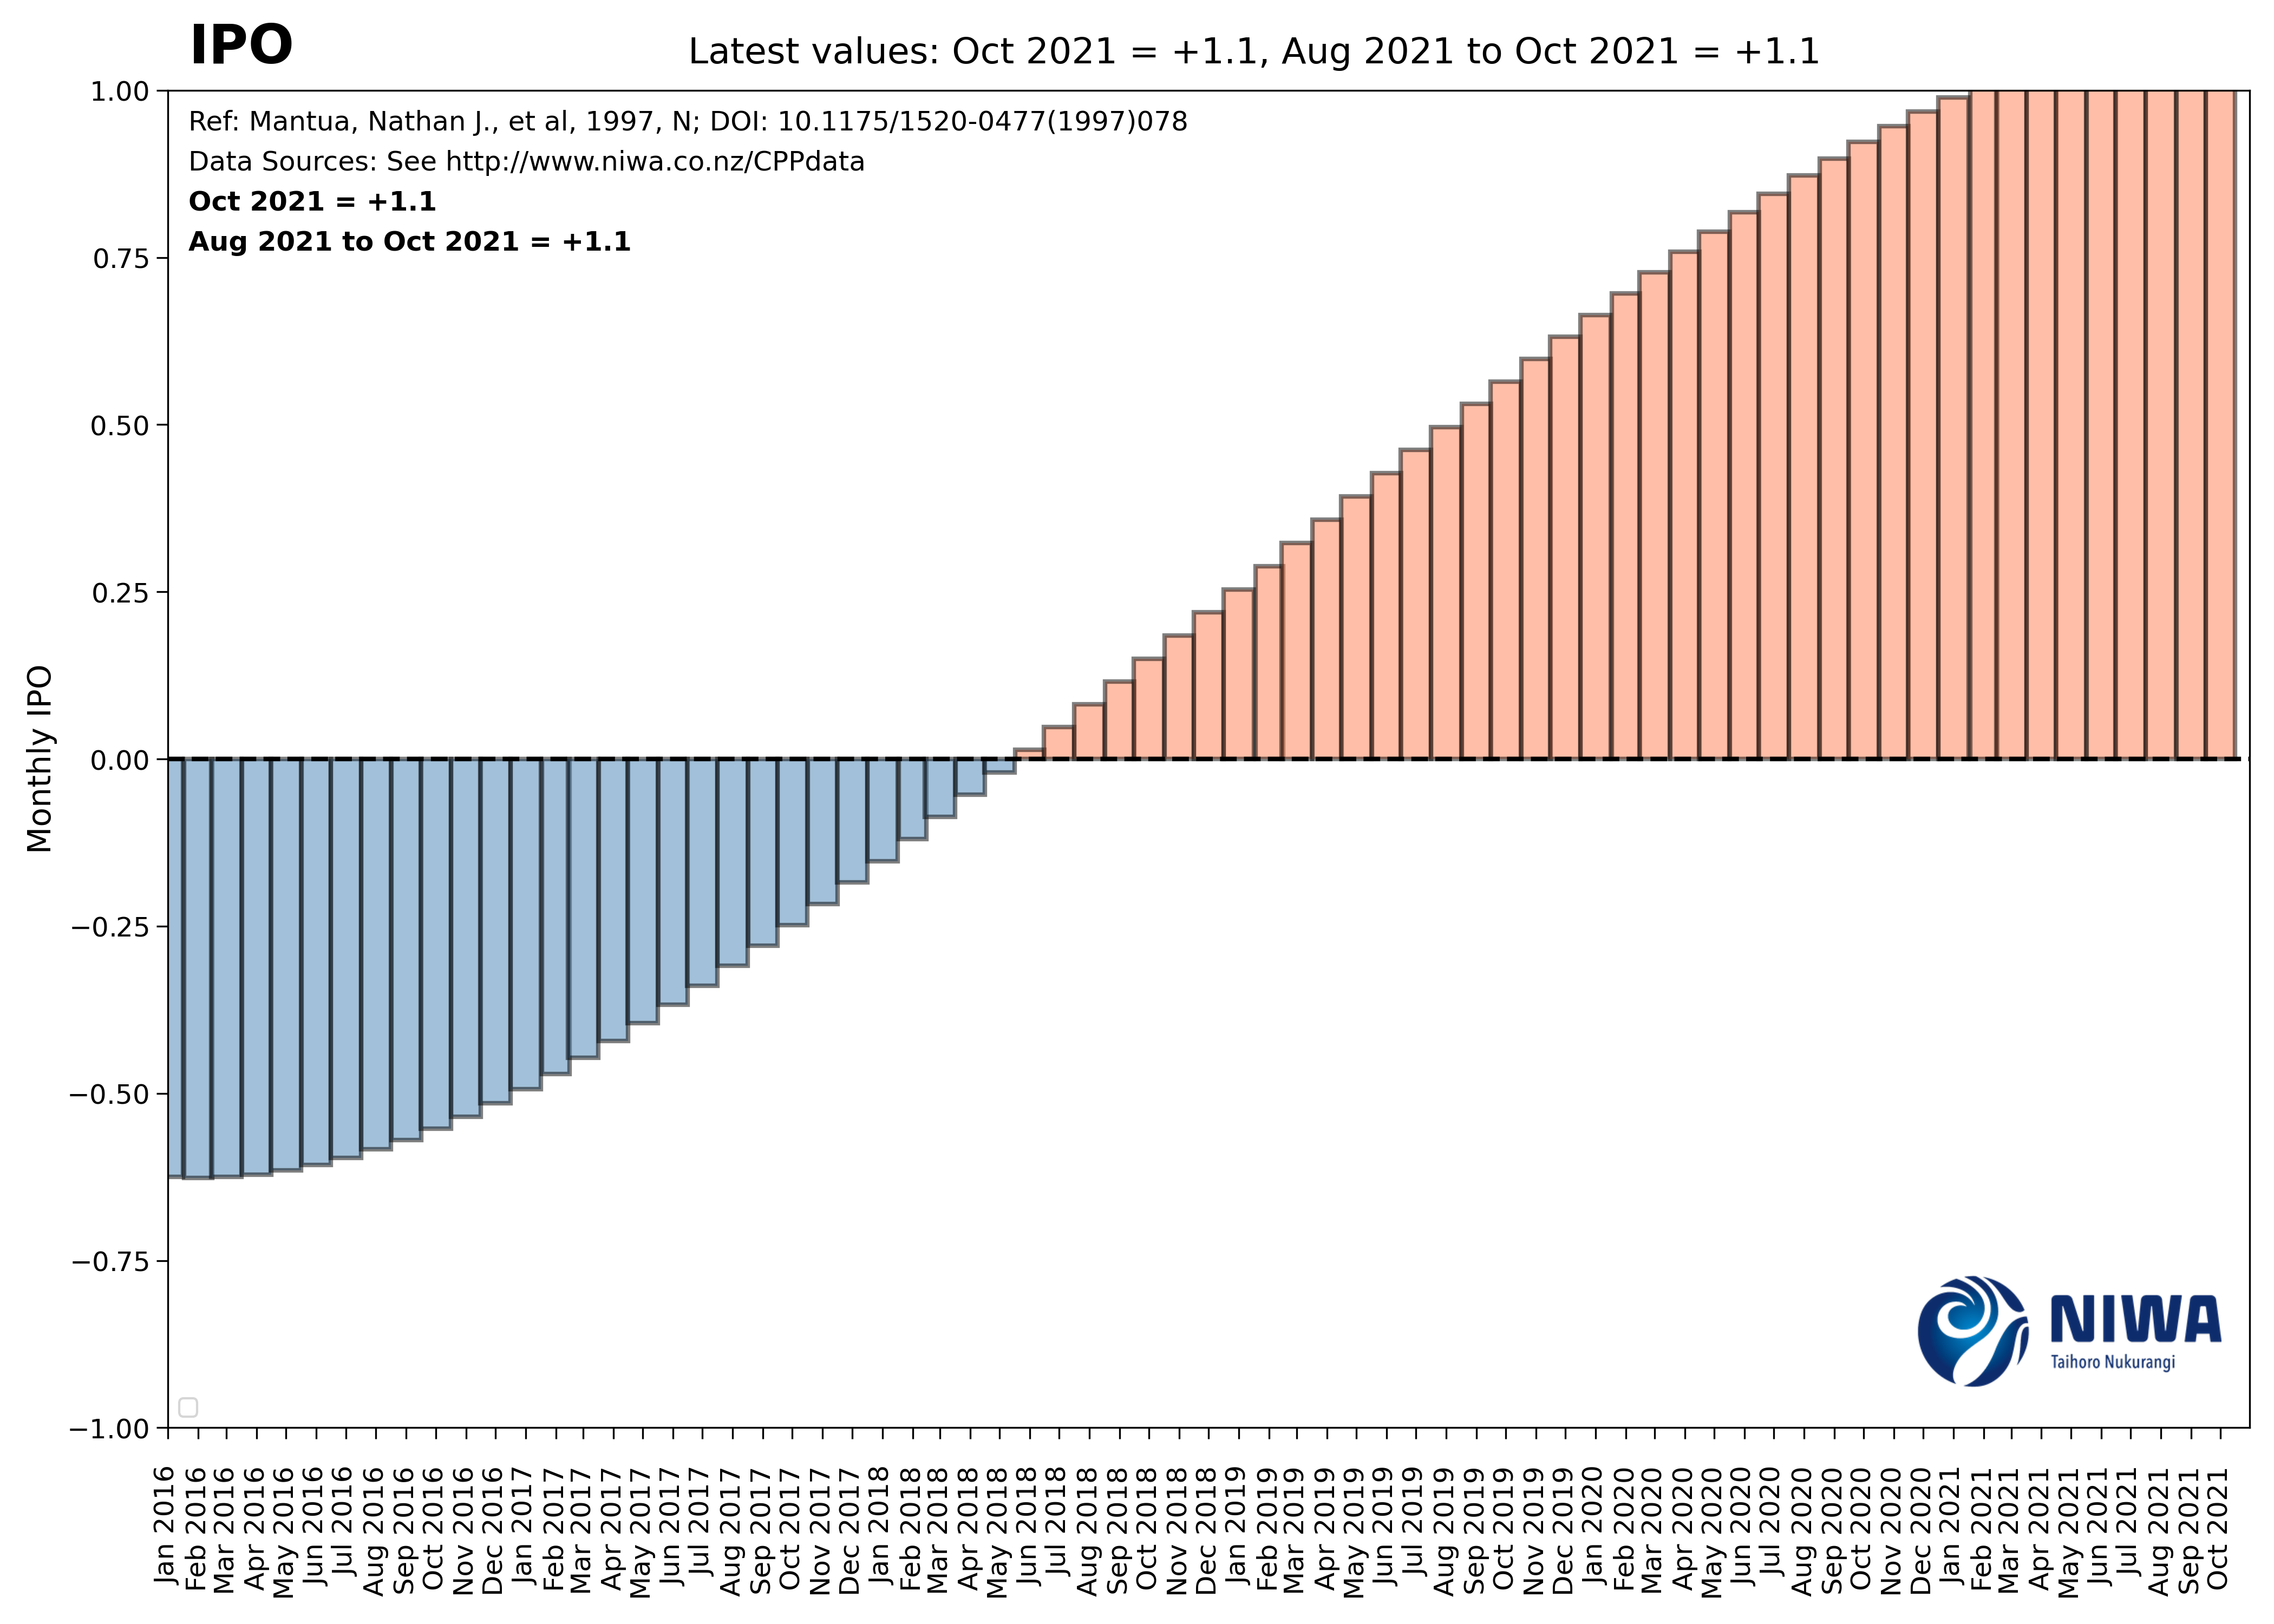 IPO
Latest values: Oct 2021 = +1.1, Aug 2021 to Oct 2021 = +1.1
Ref: Mantua, Nathan J., et al, 1997, N; DOI: 10.1175/1520-0477(1997)078
Data Sources: See http://www.niwa.co.nz/CPPdata
Oct 2021 = +1.1
Aug 2021 to Oct 2021 = +1.1
Monthly IPO
1.00
0.75
0.50
0.25
0.00
−0.25
−0.50
−0.75
−1.00
NIWA
Taihoro Nukurangi
Jan 2016
Feb 2016
Mar 2016
Apr 2016
May 2016
Jun 2016
Jul 2016
Aug 2016
Sep 2016
Oct 2016
Nov 2016
Dec 2016
Jan 2017
Feb 2017
Mar 2017
Apr 2017
May 2017
Jun 2017
Jul 2017
Aug 2017
Sep 2017
Oct 2017
Nov 2017
Dec 2017
Jan 2018
Feb 2018
Mar 2018
Apr 2018
May 2018
Jun 2018
Jul 2018
Aug 2018
Sep 2018
Oct 2018
Nov 2018
Dec 2018
Jan 2019
Feb 2019
Mar 2019
Apr 2019
May 2019
Jun 2019
Jul 2019
Aug 2019
Sep 2019
Oct 2019
Nov 2019
Dec 2019
Jan 2020
Feb 2020
Mar 2020
Apr 2020
May 2020
Jun 2020
Jul 2020
Aug 2020
Sep 2020
Oct 2020
Nov 2020
Dec 2020
Jan 2021
Feb 2021
Mar 2021
Apr 2021
May 2021
Jun 2021
Jul 2021
Aug 2021
Sep 2021
Oct 2021